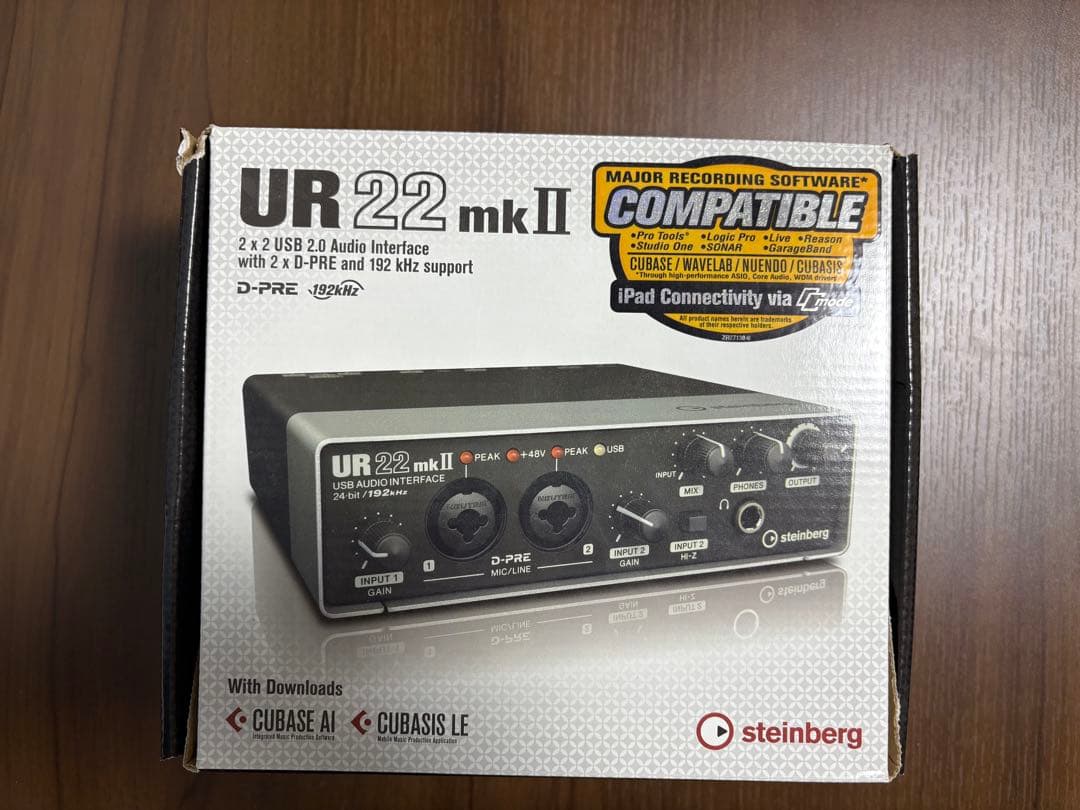 UR22 mkII
2 x 2 USB 2.0 Audio Interface
with 2 x D-PRE and 192 kHz support
D-PRE 192kHz
MAJOR RECORDING SOFTWARE*
COMPATIBLE
•Pro Tools* •Logic Pro •Live •Reason
•Studio One •SONAR •GarageBand
CUBASE / WAVELAB / NUENDO / CUBASIS
*Through high-performance ASIO, Core Audio, WDM drivers
iPad Connectivity via CC mode
All product names herein are trademarks
of their respective holders.
steinberg
UR22 mkII
USB AUDIO INTERFACE
24-bit/192kHz
PEAK +48V PEAK USB
INPUT
MIX PHONES OUTPUT
NEUTRIK NEUTRIK
INPUT 1
GAIN
1 D-PRE 2
MIC/LINE
INPUT 2
GAIN
INPUT 2
HI-Z
steinberg
With Downloads
CUBASE AI
Integrated Music Production Software
CUBASIS LE
Mobile Music Production Application
steinberg